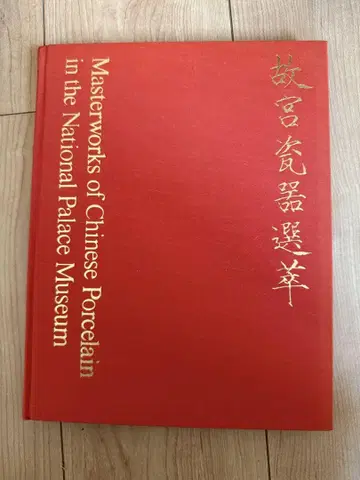 故宮瓷器選萃
Masterworks of Chinese Porcelain
in the National Palace Museum